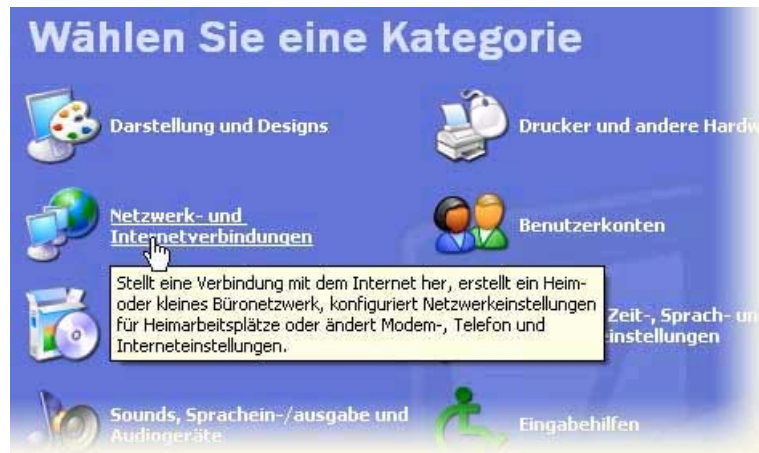 Wählen Sie eine Kategorie
Darstellung und Designs
Drucker und andere
Netzwerk- und
Internetverbindungen
Benutzerkonten
Stellt eine Verbindung mit dem Internet her, erstellt ein Heim-
oder kleines Büronetzwerk, konfiguriert Netzwerkeinstellungen
für Heimarbeitsplätze oder ändert Modem-, Telefon und
Interneteinstellungen.
Zeit-, Sprach- un
instellungen
Sounds, Sprachein-/ausgabe und
Audiogeräte
Eingabehilfen